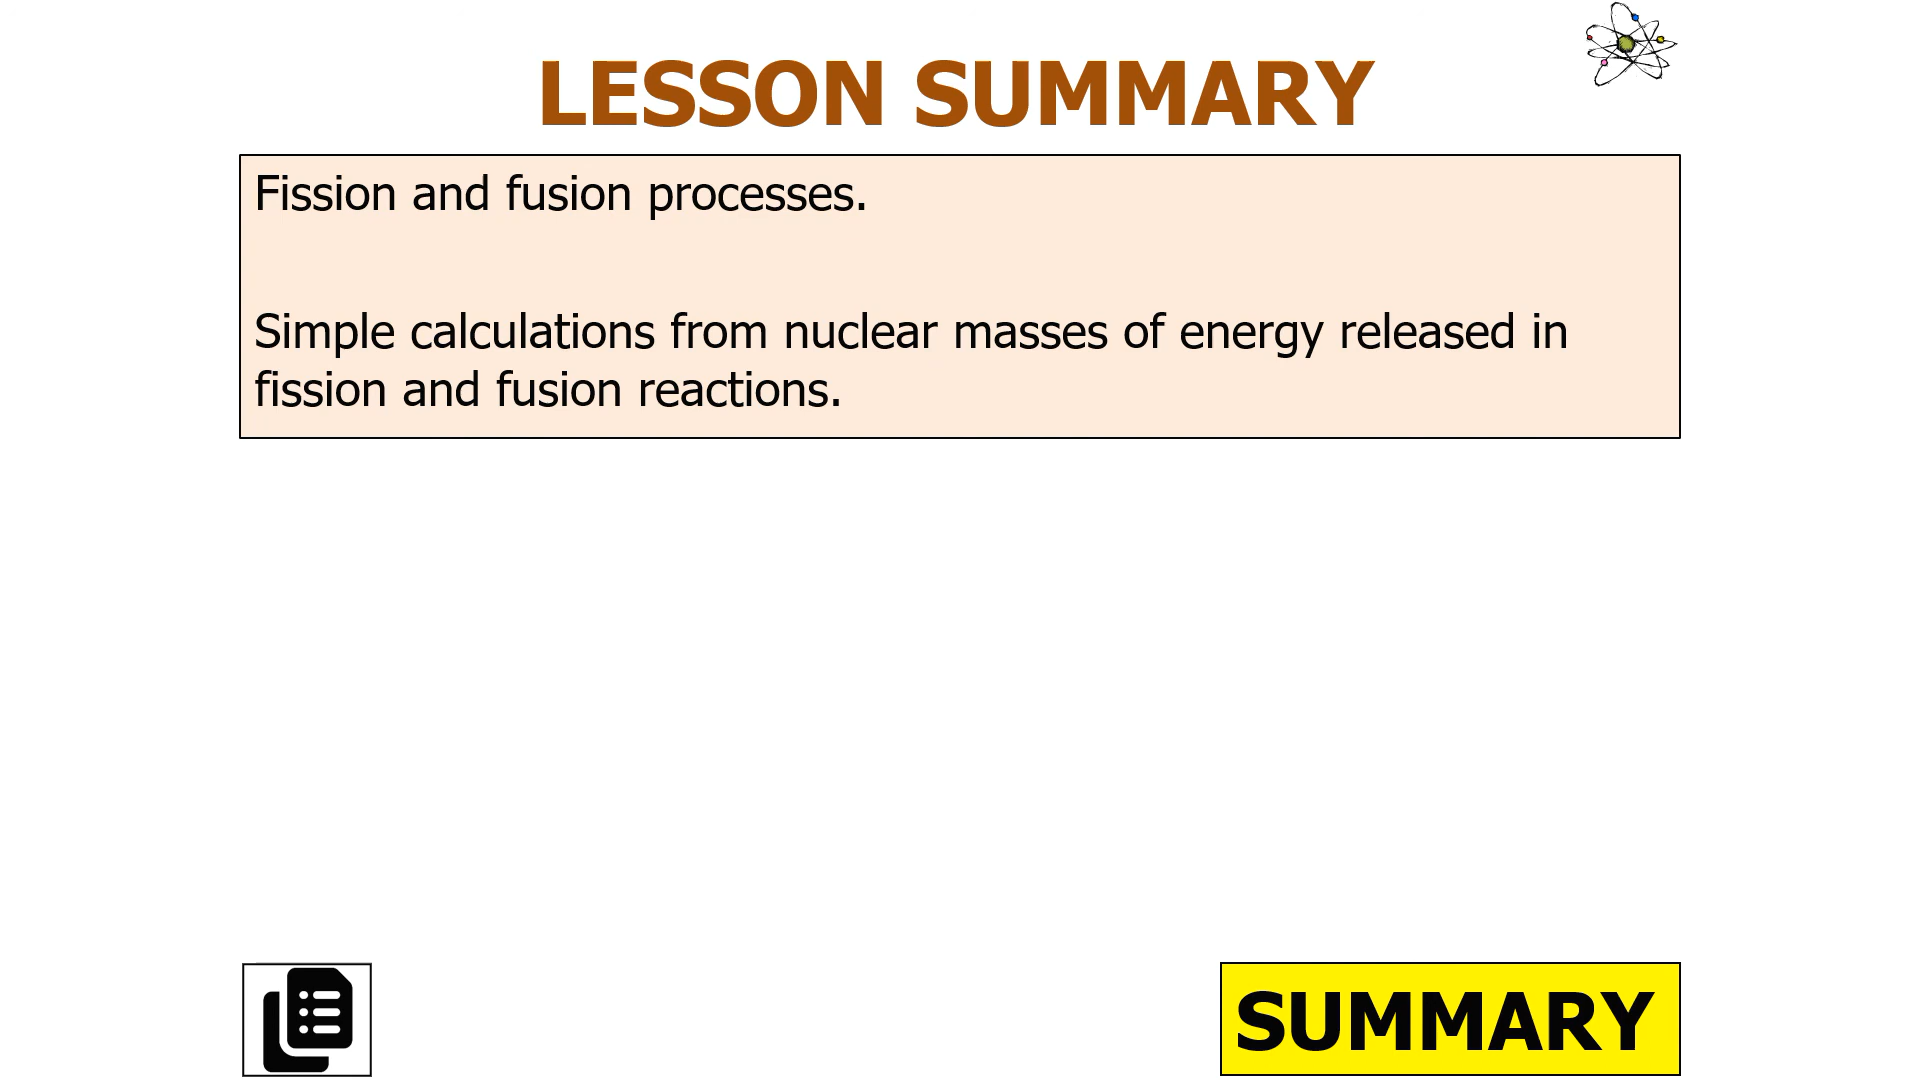 LESSON SUMMARY
Fission and fusion processes.
Simple calculations from nuclear masses of energy released in
fission and fusion reactions.
SUMMARY